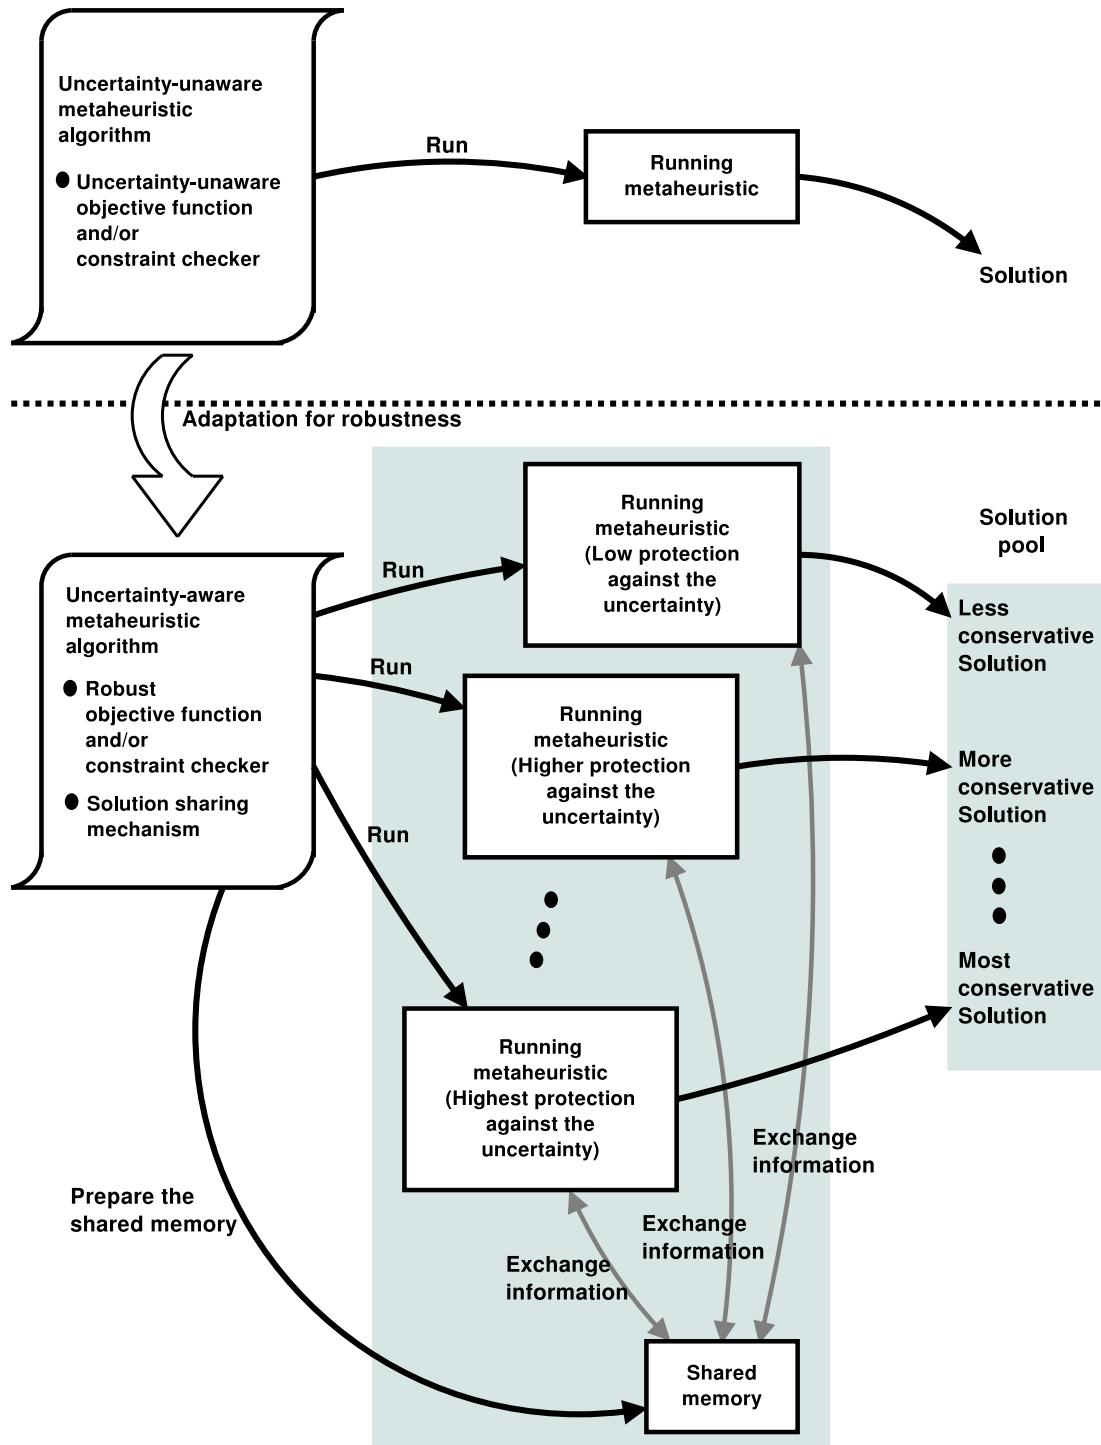 Uncertainty-unaware
metaheuristic
algorithm
Uncertainty-unaware
objective function
and/or
constraint checker
Run
Running
metaheuristic
Solution
Adaptation for robustness
Uncertainty-aware
metaheuristic
algorithm
Robust
objective function
and/or
constraint checker
Solution sharing
mechanism
Run
Run
Run
Running
metaheuristic
(Low protection
against the
uncertainty)
Running
metaheuristic
(Higher protection
against the
uncertainty)
Running
metaheuristic
(Highest protection
against the
uncertainty)
Solution
pool
Less
conservative
Solution
More
conservative
Solution
Most
conservative
Solution
Exchange
information
Exchange
information
Exchange
information
Prepare the
shared memory
Shared
memory